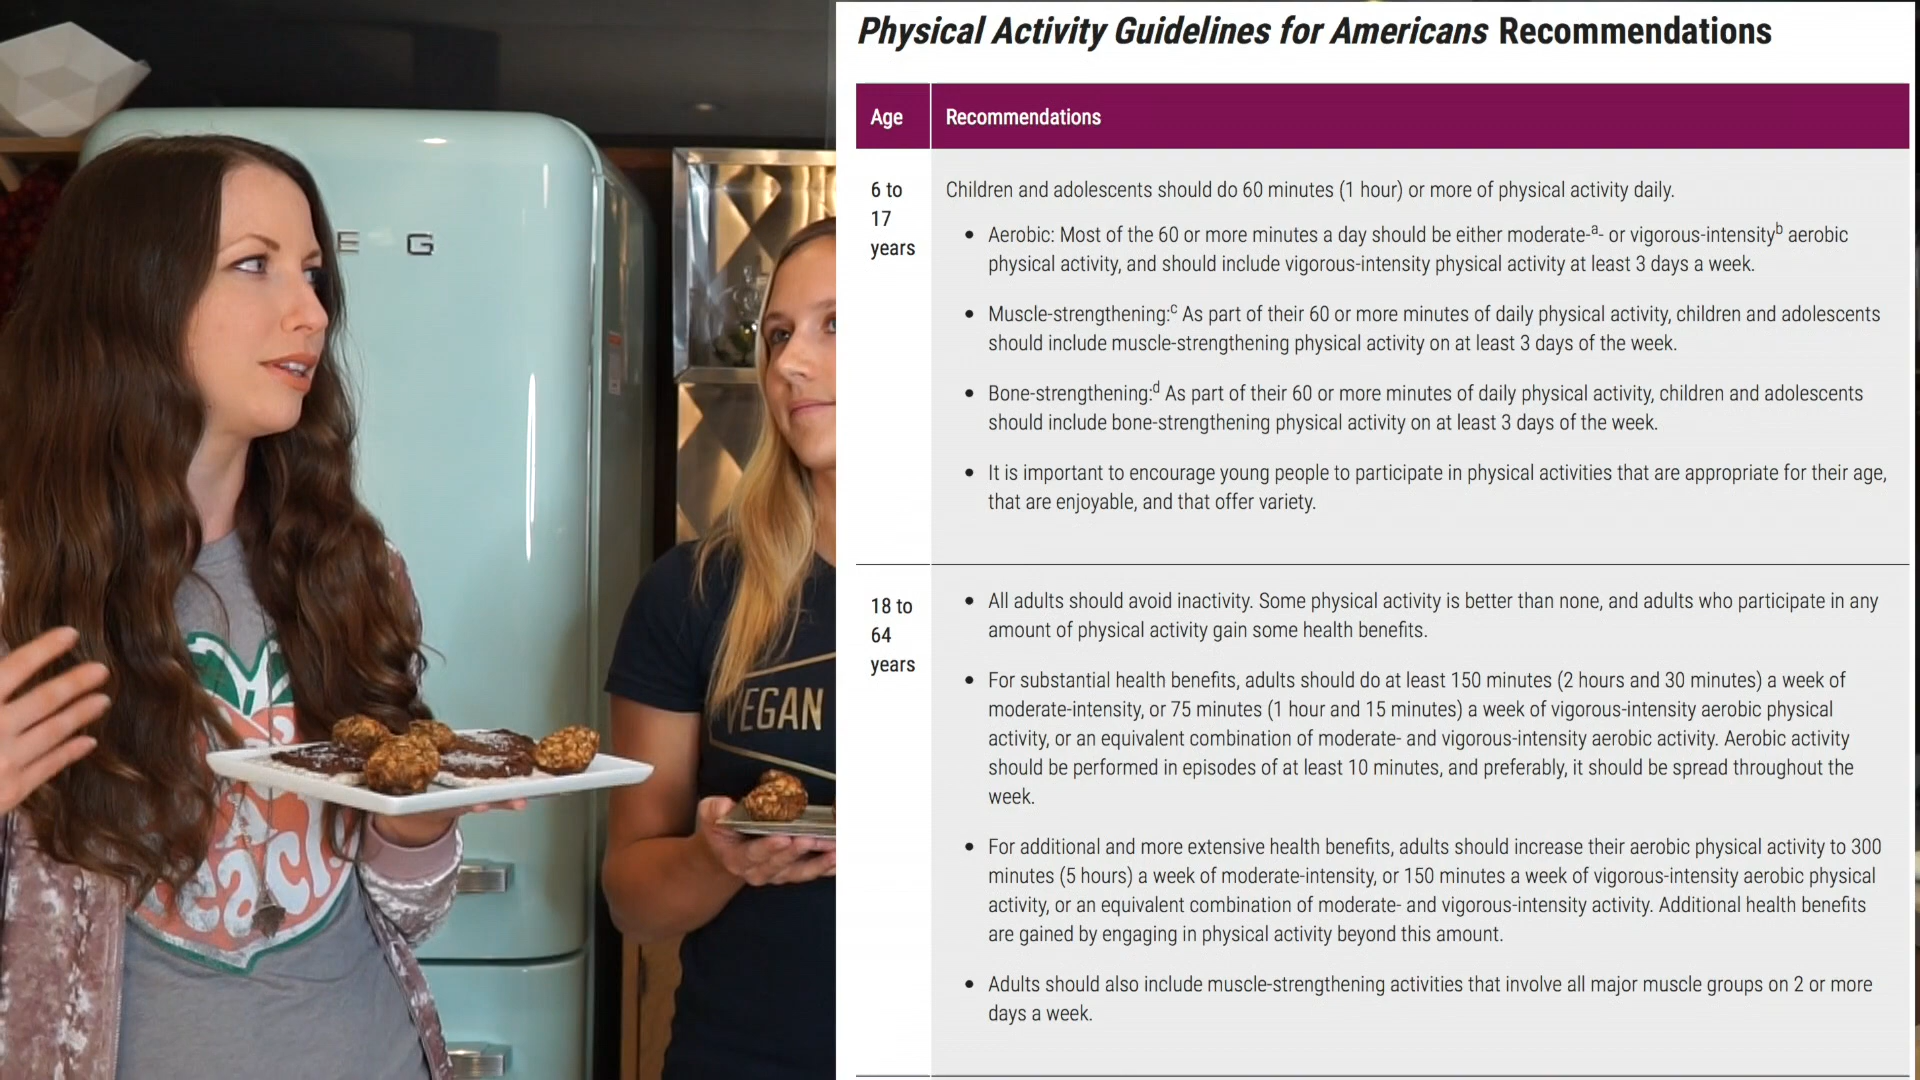 E G
VEGAN
Physical Activity Guidelines for Americans Recommendations
Age
Recommendations
6 to
17
years
Children and adolescents should do 60 minutes (1 hour) or more of physical activity daily.
• Aerobic: Most of the 60 or more minutes a day should be either moderate-a- or vigorous-intensityb aerobic
physical activity, and should include vigorous-intensity physical activity at least 3 days a week.
• Muscle-strengthening:c As part of their 60 or more minutes of daily physical activity, children and adolescents
should include muscle-strengthening physical activity on at least 3 days of the week.
• Bone-strengthening:d As part of their 60 or more minutes of daily physical activity, children and adolescents
should include bone-strengthening physical activity on at least 3 days of the week.
• It is important to encourage young people to participate in physical activities that are appropriate for their age,
that are enjoyable, and that offer variety.
18 to
64
years
• All adults should avoid inactivity. Some physical activity is better than none, and adults who participate in any
amount of physical activity gain some health benefits.
• For substantial health benefits, adults should do at least 150 minutes (2 hours and 30 minutes) a week of
moderate-intensity, or 75 minutes (1 hour and 15 minutes) a week of vigorous-intensity aerobic physical
activity, or an equivalent combination of moderate- and vigorous-intensity aerobic activity. Aerobic activity
should be performed in episodes of at least 10 minutes, and preferably, it should be spread throughout the
week.
• For additional and more extensive health benefits, adults should increase their aerobic physical activity to 300
minutes (5 hours) a week of moderate-intensity, or 150 minutes a week of vigorous-intensity aerobic physical
activity, or an equivalent combination of moderate- and vigorous-intensity activity. Additional health benefits
are gained by engaging in physical activity beyond this amount.
• Adults should also include muscle-strengthening activities that involve all major muscle groups on 2 or more
days a week.